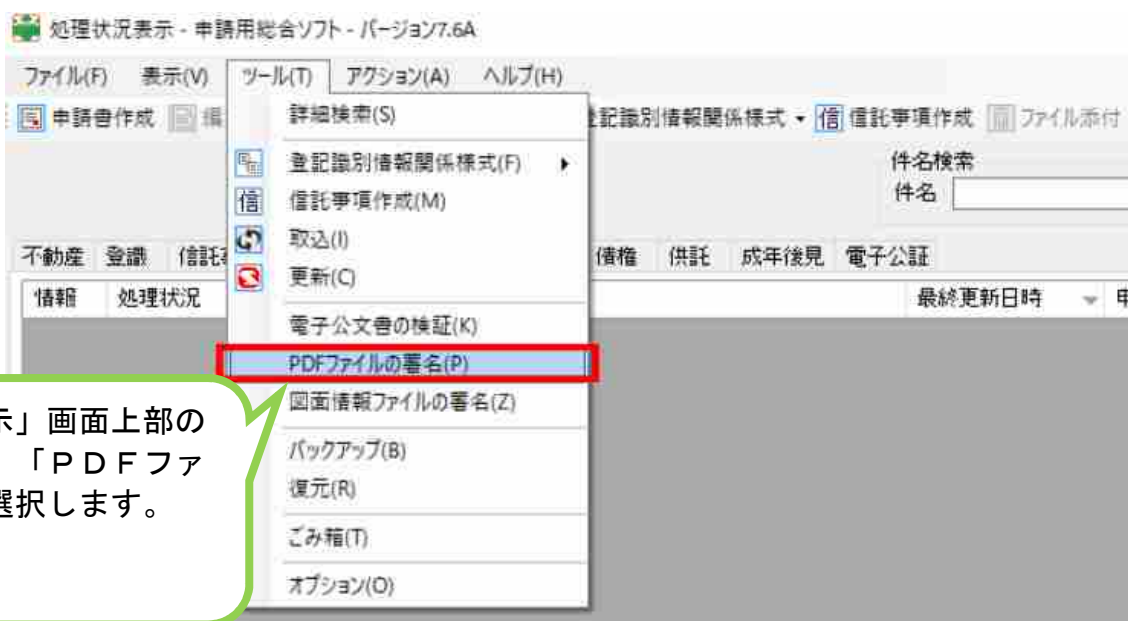 処理状況表示 - 申請用総合ソフト - バージョン7.6A
ファイル(F) 表示(V) ツール(T) アクション(A) ヘルプ(H)
申請書作成 編 登記識別情報関係様式 信託事項作成 ファイル添付
件名検索
件名
不動産 登識 信託 債権 供託 成年後見 電子公証
情報 処理状況 最終更新日時 申
詳細検索(S)
登記識別情報関係様式(F)
信 信託事項作成(M)
取込(I)
更新(C)
電子公文書の検証(K)
PDFファイルの署名(P)
図面情報ファイルの署名(Z)
バックアップ(B)
復元(R)
ごみ箱(T)
オプション(O)
示」画面上部の
「ＰＤＦファ
選択します。